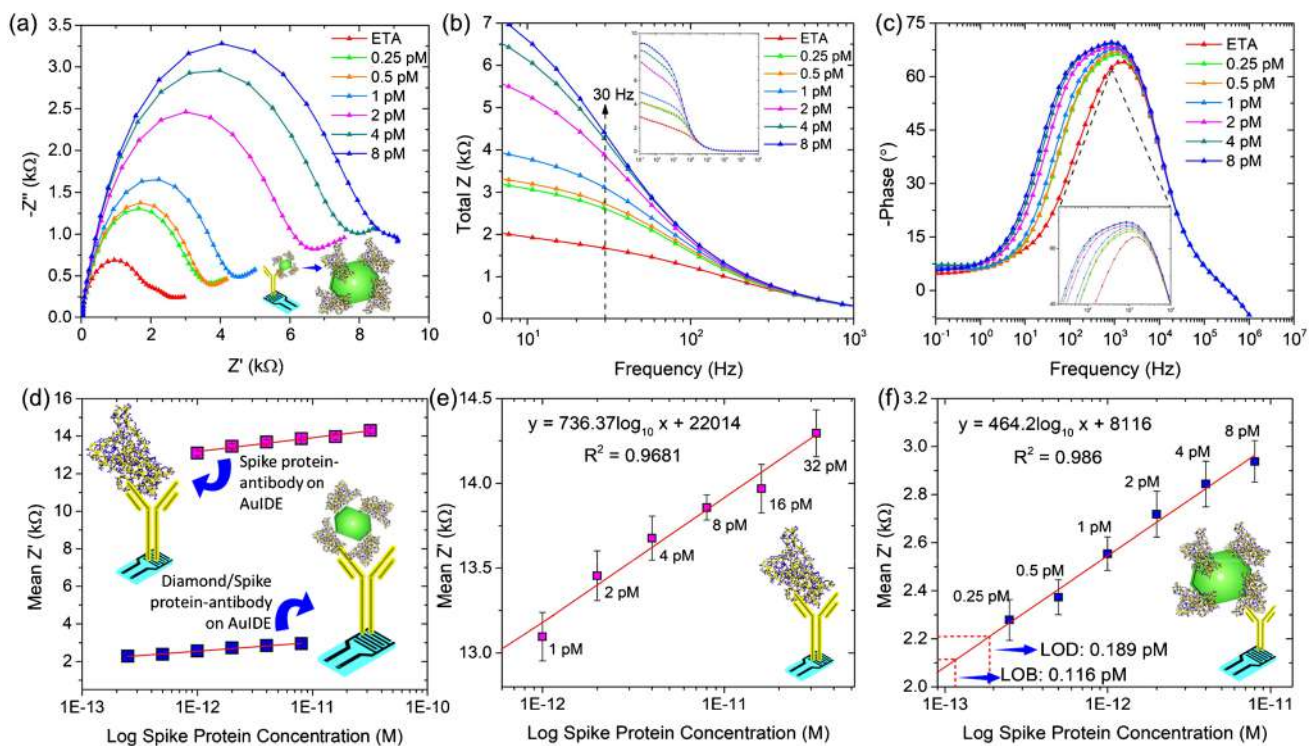 (a)
3.5
3.0
2.5
2.0
1.5
1.0
0.5
0.0
-Z'' (kΩ)
ETA
0.25 pM
0.5 pM
1 pM
2 pM
4 pM
8 pM
0 2 4 6 8 10
Z' (kΩ)
(b)
7
6
5
4
3
2
1
0
Total Z (kΩ)
30 Hz
ETA
0.25 pM
0.5 pM
1 pM
2 pM
4 pM
8 pM
10¹ 10² 10³
Frequency (Hz)
(c)
75
60
45
30
15
0
-Phase (°)
ETA
0.25 pM
0.5 pM
1 pM
2 pM
4 pM
8 pM
10⁻¹ 10⁰ 10¹ 10² 10³ 10⁴ 10⁵ 10⁶ 10⁷
Frequency (Hz)
(d)
16
14
12
10
8
6
4
2
Mean Z' (kΩ)
Spike protein-
antibody on
AuIDE
Diamond/Spike
protein-antibody
on AuIDE
1E-13 1E-12 1E-11 1E-10
Log Spike Protein Concentration (M)
(e)
14.5
14.0
13.5
13.0
Mean Z' (kΩ)
y = 736.37log₁₀ x + 22014
R² = 0.9681
32 pM
16 pM
8 pM
4 pM
2 pM
1 pM
1E-12 1E-11
Log Spike Protein Concentration (M)
(f)
3.2
3.0
2.8
2.6
2.4
2.2
2.0
Mean Z' (kΩ)
y = 464.2log₁₀ x + 8116
R² = 0.986
8 pM
4 pM
2 pM
1 pM
0.5 pM
0.25 pM
LOD: 0.189 pM
LOB: 0.116 pM
1E-13 1E-12 1E-11
Log Spike Protein Concentration (M)